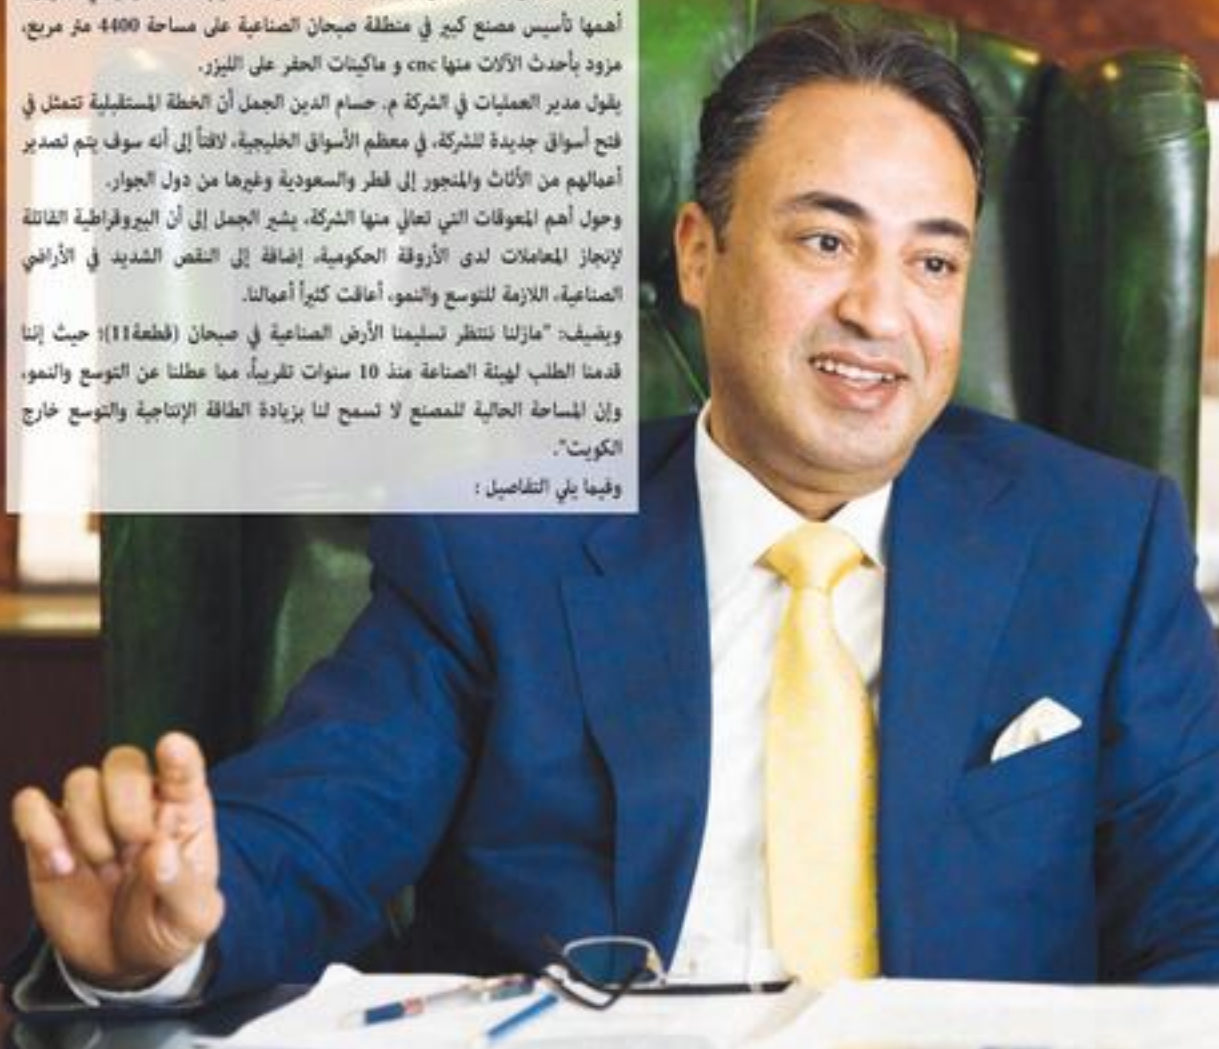 أهمها تأسيس مصنع كبير في منطقة صبحان الصناعية على مساحة 4400 متر مربع،
مزود بأحدث الآلات منها cnc و ماكينات الحفر على الليزر.
يقول مدير العمليات في الشركة م. حسام الدين الجمل أن الخطة المستقبلية تتمثل في
فتح أسواق جديدة للشركة، في معظم الأسواق الخليجية، لافتاً إلى أنه سوف يتم تصدير
أعمالهم من الأثاث والمنجور إلى قطر والسعودية وغيرها من دول الجوار.
وحول أهم المعوقات التي تعاني منها الشركة، يشير الجمل إلى أن البيروقراطية القاتلة
لإنجاز المعاملات لدى الأروقة الحكومية، إضافة إلى النقص الشديد في الأراضي
الصناعية، اللازمة للتوسع والنمو، أعاقت كثيراً أعمالنا.
ويضيف: "مازلنا ننتظر تسليمنا الأرض الصناعية في صبحان (قطعة11)؛ حيث إننا
قدمنا الطلب لهيئة الصناعة منذ 10 سنوات تقريباً، مما عطلنا عن التوسع والنمو،
وإن المساحة الحالية للمصنع لا تسمح لنا بزيادة الطاقة الإنتاجية والتوسع خارج
الكويت".
وفيما يلي التفاصيل :